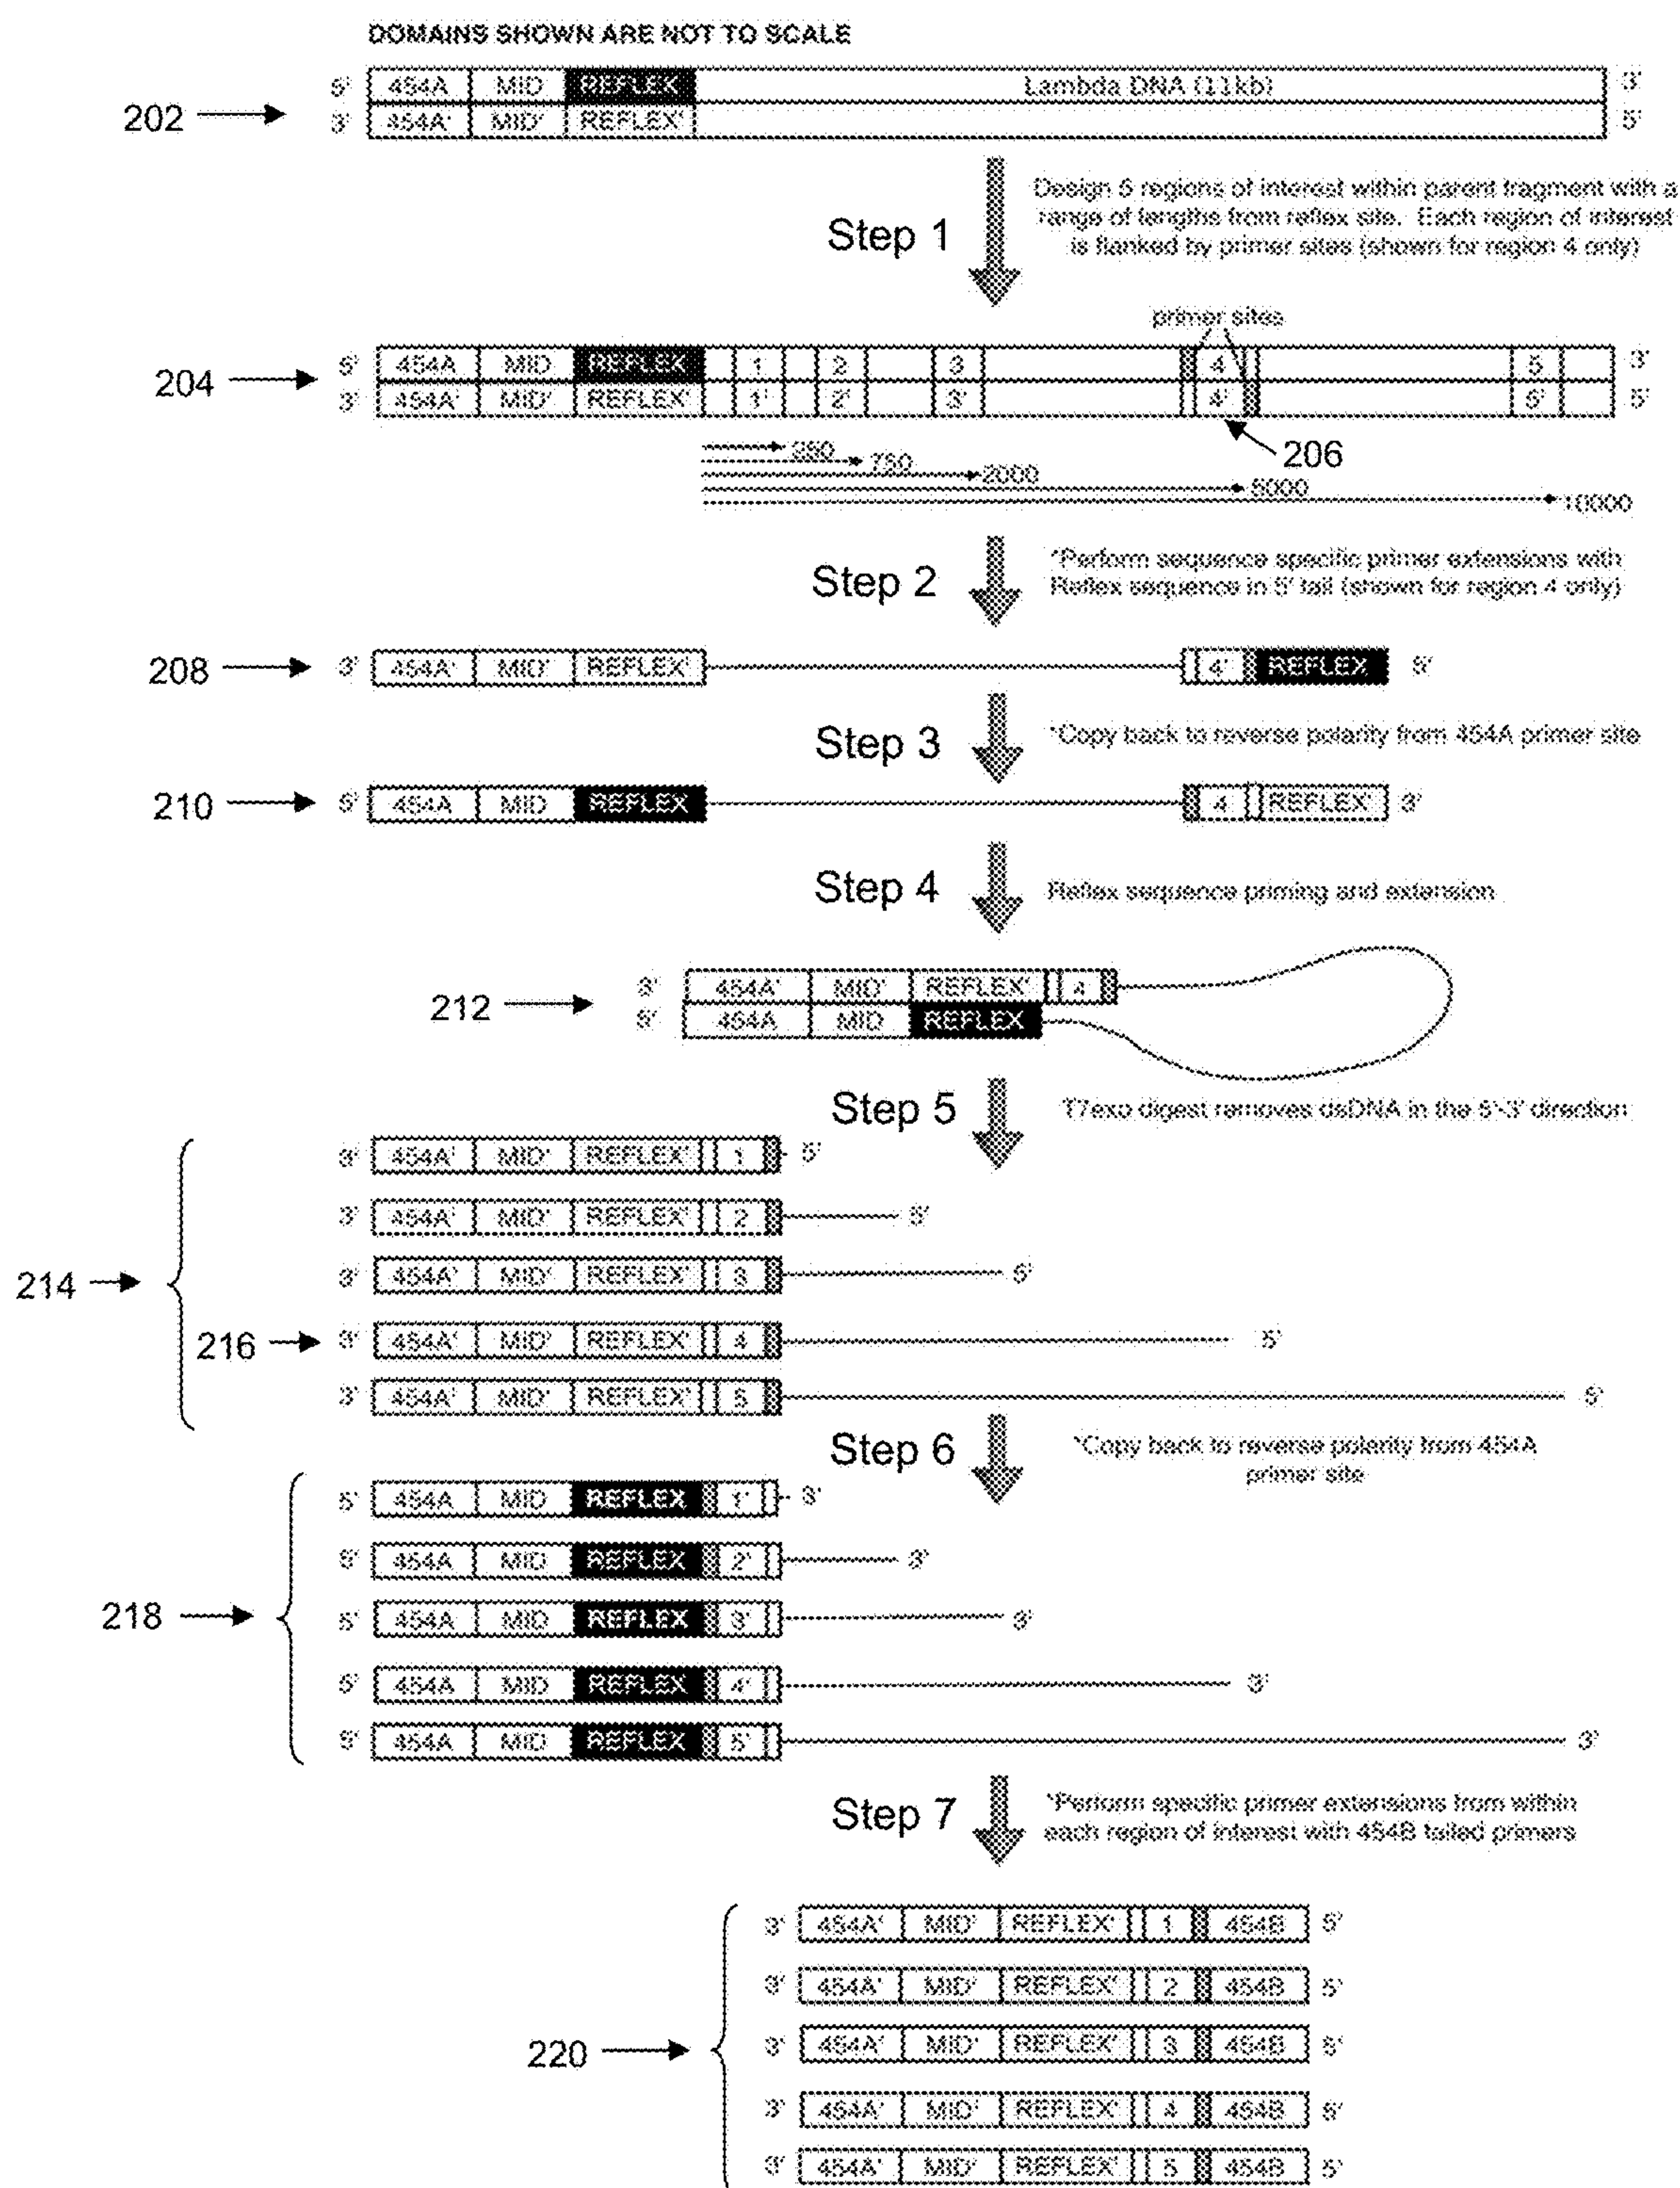 DOMAINS SHOWN ARE NOT TO SCALE
5' 454A MID REFLEX Lambda DNA (11kb) 3'
202 3' 454A' MID' REFLEX' 5'
Step 1
Design 5 regions of interest within parent fragment with a
range of lengths from reflex site. Each region of interest
is flanked by primer sites (shown for region 4 only)
primer sites
5' 454A MID REFLEX 1 2 3 4 5 3'
204
3' 454A' MID' REFLEX' 1' 2' 3' 4' 5' 5'
206
250
750
2000
5000
10000
Step 2
*Perform sequence specific primer extensions with
Reflex sequence in 5' tail (shown for region 4 only)
208 3' 454A' MID' REFLEX' 4' REFLEX 5'
Step 3 *Copy back to reverse polarity from 454A primer site
210 5' 454A MID REFLEX 4 REFLEX' 3'
Step 4 Reflex sequence priming and extension
3' 454A' MID' REFLEX' 4
212
5' 454A MID REFLEX
Step 5 T7exo digest removes dsDNA in the 5'-3' direction
3' 454A' MID' REFLEX' 1 5'
3' 454A' MID' REFLEX' 2 5'
214 3' 454A' MID' REFLEX' 3 5'
216 3' 454A' MID' REFLEX' 4 5'
3' 454A' MID' REFLEX' 5 5'
Step 6 *Copy back to reverse polarity from 454A
primer site
5' 454A MID REFLEX 1' 3'
5' 454A MID REFLEX 2' 3'
218 5' 454A MID REFLEX 3' 3'
5' 454A MID REFLEX 4' 3'
5' 454A MID REFLEX 5' 3'
Step 7 *Perform specific primer extensions from within
each region of interest with 454B tailed primers
3' 454A' MID' REFLEX' 1 454B 5'
3' 454A' MID' REFLEX' 2 454B 5'
220 3' 454A' MID' REFLEX' 3 454B 5'
3' 454A' MID' REFLEX' 4 454B 5'
3' 454A' MID' REFLEX' 5 454B 5'